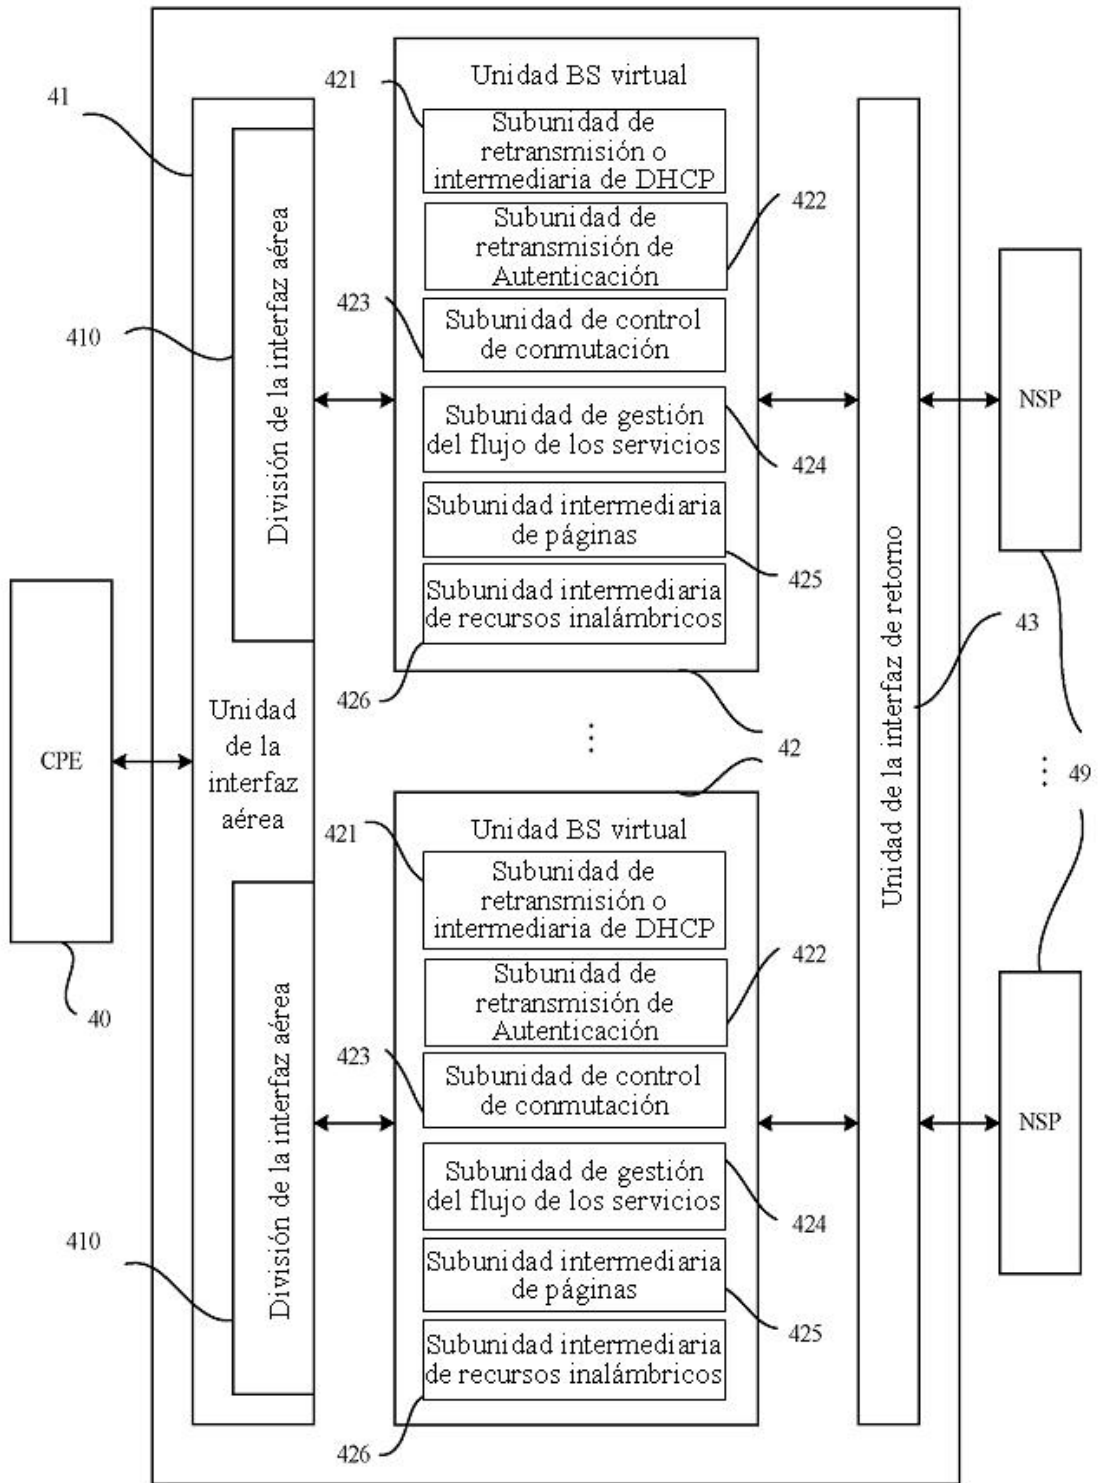 Unidad BS virtual
421
41
Subunidad de
retransmisión o
intermediaria de DHCP
422
Subunidad de
retransmisión de
Autenticación
423
410
División de la interfaz aérea
Subunidad de control
de conmutación
NSP
Subunidad de gestión
del flujo de los servicios
424
Subunidad intermediaria
de páginas
425
Subunidad intermediaria
de recursos inalámbricos
Unidad de la interfaz de retorno
43
426
Unidad
de la
interfaz
aérea
CPE
⋮
42
⋮
49
Unidad BS virtual
421
Subunidad de
retransmisión o
intermediaria de DHCP
422
Subunidad de
retransmisión de
Autenticación
40
423
División de la interfaz aérea
Subunidad de control
de conmutación
NSP
Subunidad de gestión
del flujo de los servicios
424
410
Subunidad intermediaria
de páginas
425
Subunidad intermediaria
de recursos inalámbricos
426